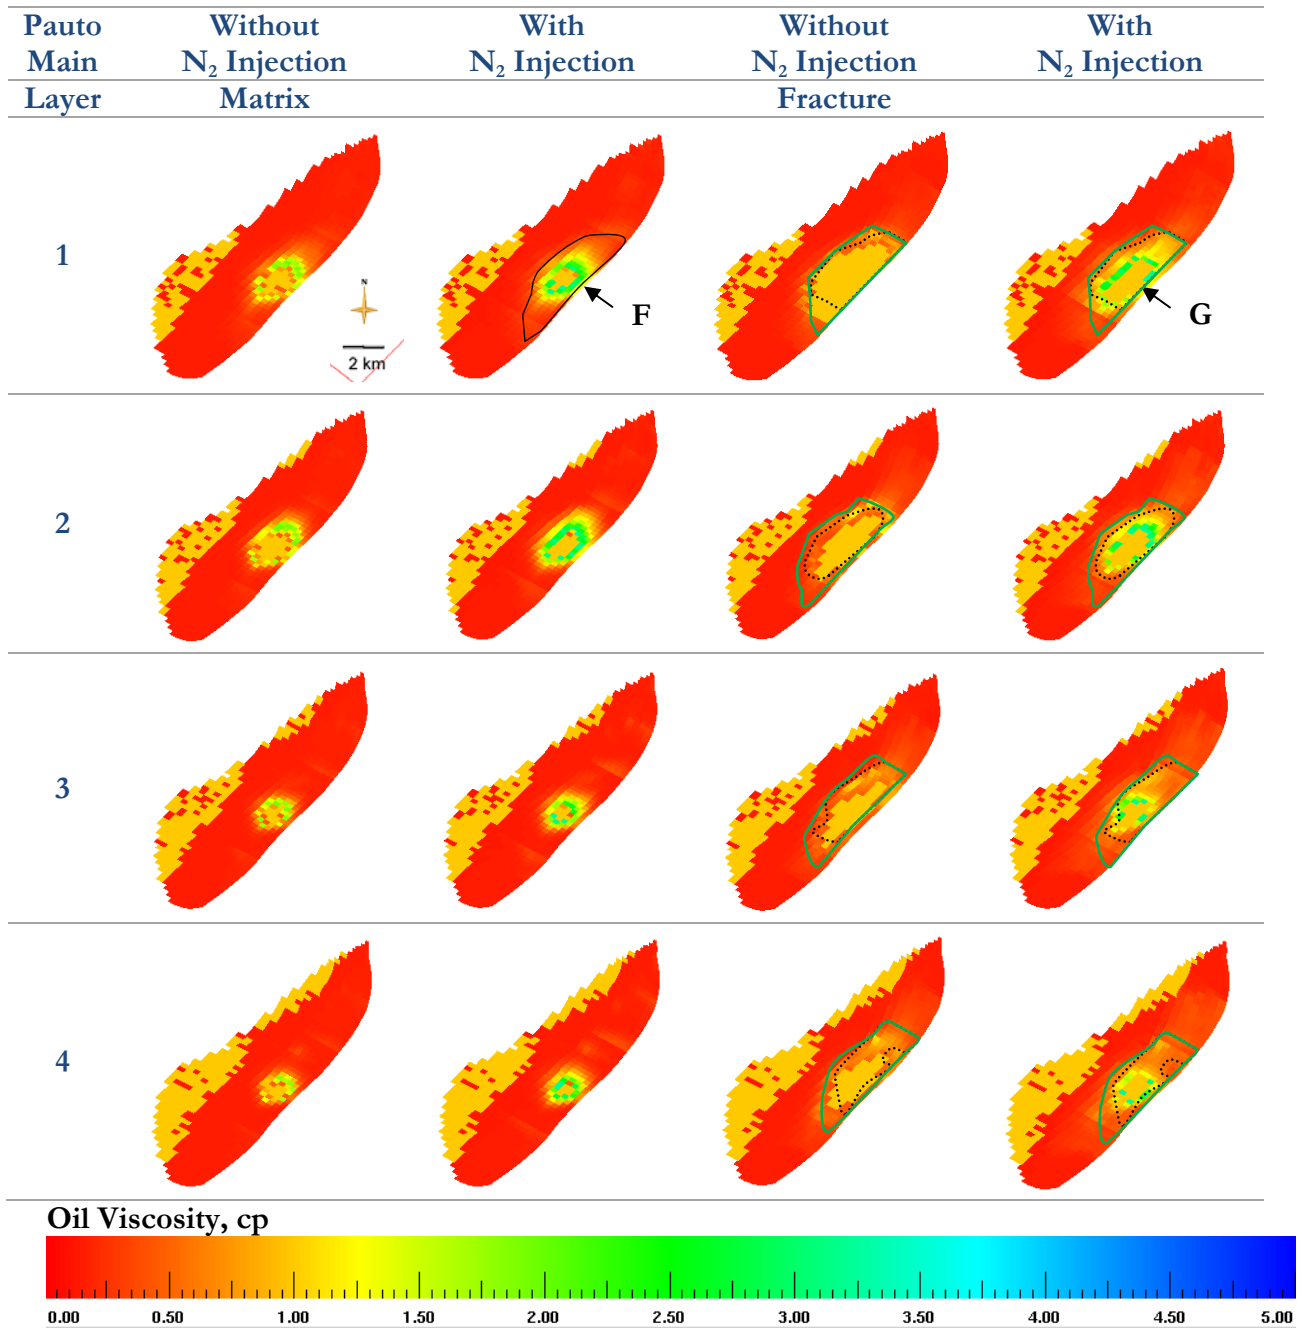 Pauto Without With Without With
Main N₂ Injection N₂ Injection N₂ Injection N₂ Injection
Layer Matrix Fracture
1
N
2 km
F
G
2
3
4
Oil Viscosity, cp
0.00 0.50 1.00 1.50 2.00 2.50 3.00 3.50 4.00 4.50 5.00